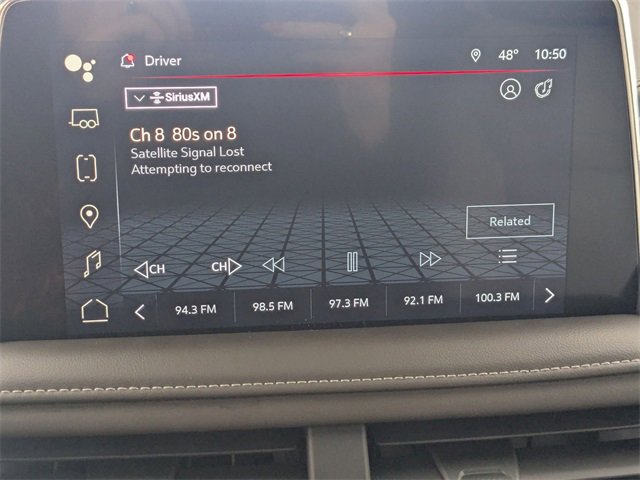 Driver 48° 10:50
SiriusXM
Ch 8 80s on 8
Satellite Signal Lost
Attempting to reconnect
Related
CH CH
94.3 FM 98.5 FM 97.3 FM 92.1 FM 100.3 FM